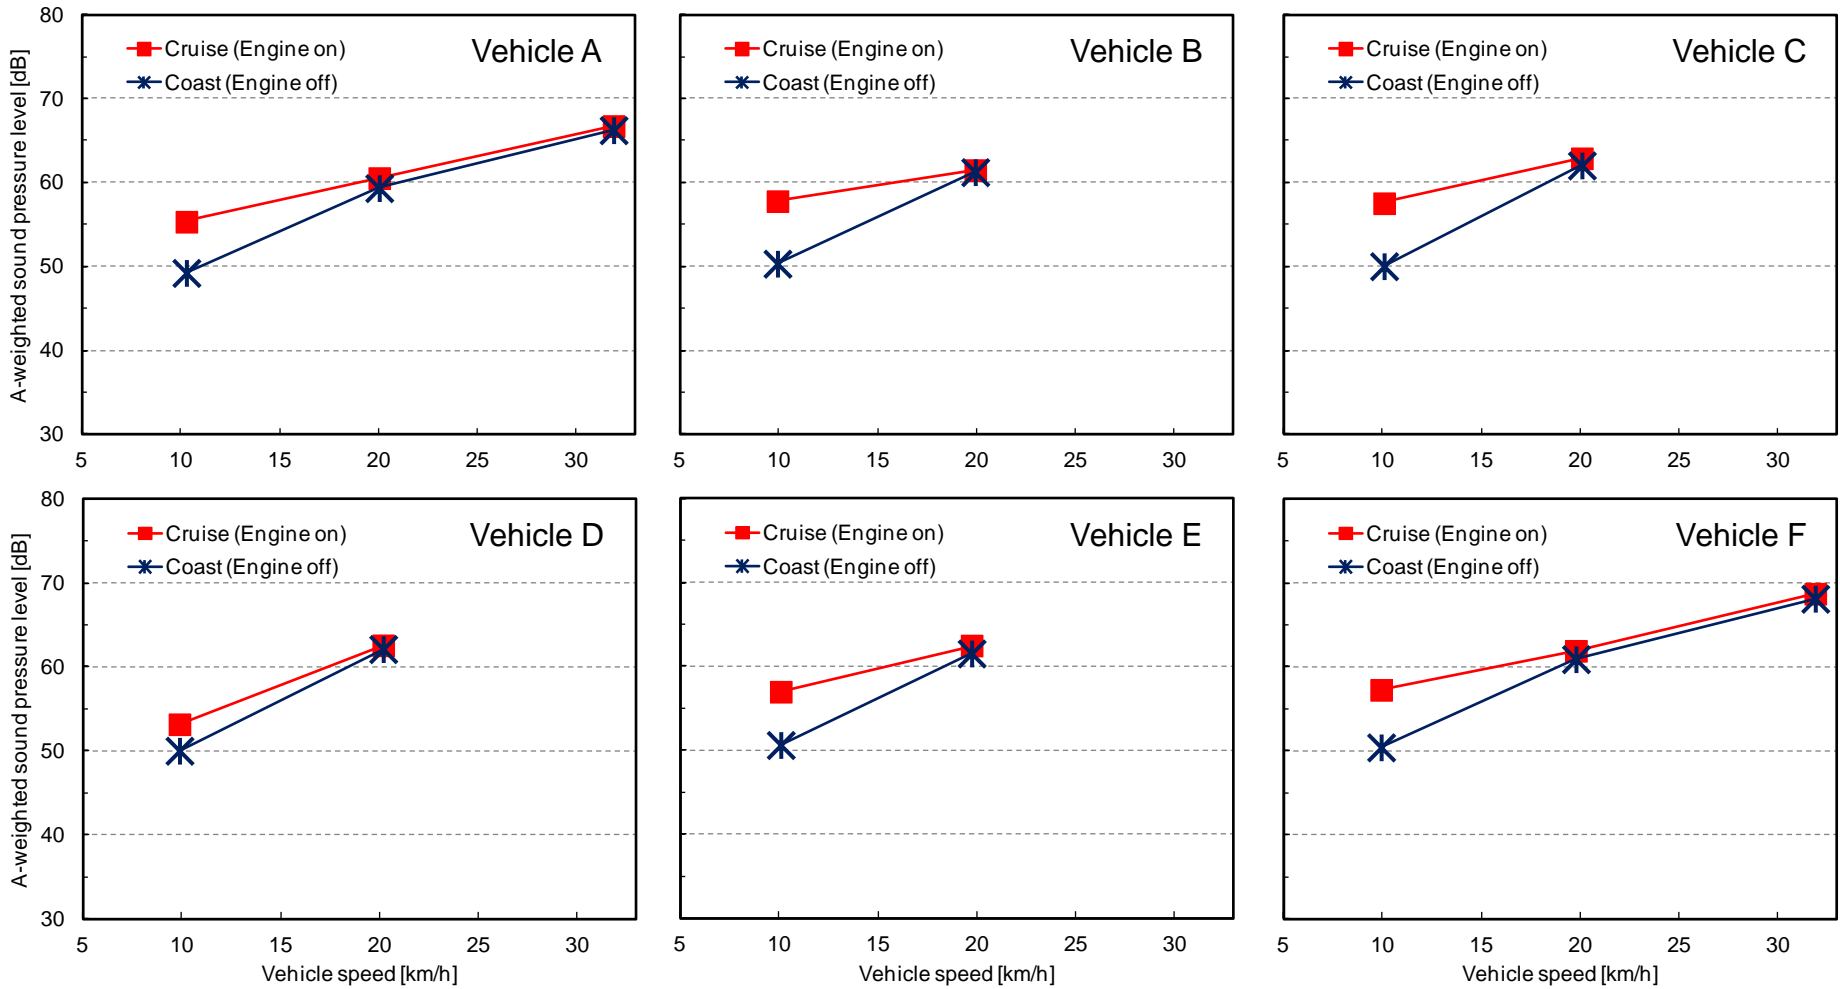 A-weighted sound pressure level [dB]
80
70
60
50
40
30
Cruise (Engine on)
Coast (Engine off)
Vehicle A
5 10 15 20 25 30
Cruise (Engine on)
Coast (Engine off)
Vehicle B
5 10 15 20 25 30
Cruise (Engine on)
Coast (Engine off)
Vehicle C
5 10 15 20 25 30
A-weighted sound pressure level [dB]
80
70
60
50
40
30
Cruise (Engine on)
Coast (Engine off)
Vehicle D
5 10 15 20 25 30
Vehicle speed [km/h]
Cruise (Engine on)
Coast (Engine off)
Vehicle E
5 10 15 20 25 30
Vehicle speed [km/h]
Cruise (Engine on)
Coast (Engine off)
Vehicle F
5 10 15 20 25 30
Vehicle speed [km/h]